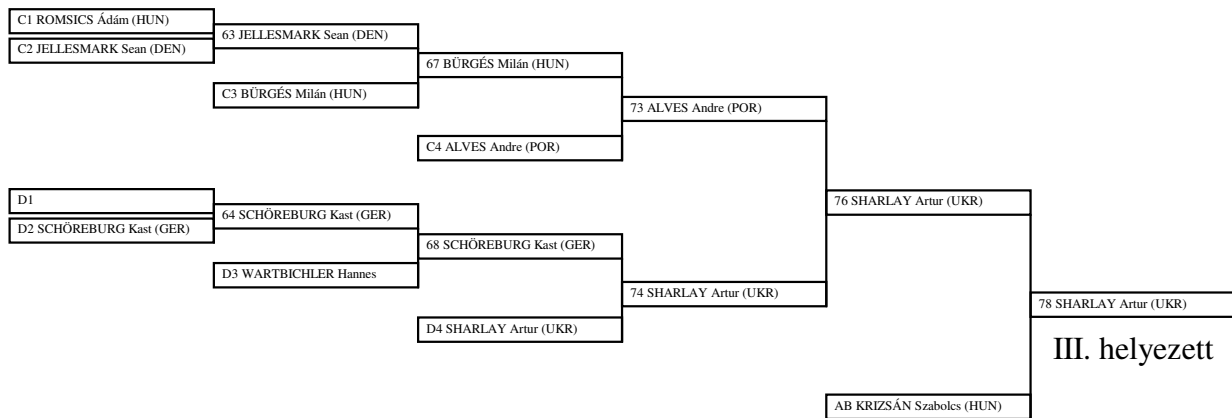 C1 ROMSICS Ádám (HUN)
63 JELLESMARK Sean (DEN)
C2 JELLESMARK Sean (DEN)
67 BÜRGÉS Milán (HUN)
C3 BÜRGÉS Milán (HUN)
73 ALVES Andre (POR)
C4 ALVES Andre (POR)
D1
76 SHARLAY Artur (UKR)
64 SCHÖREBURG Kast (GER)
D2 SCHÖREBURG Kast (GER)
68 SCHÖREBURG Kast (GER)
D3 WARTBICHLER Hannes
74 SHARLAY Artur (UKR)
78 SHARLAY Artur (UKR)
D4 SHARLAY Artur (UKR)
III. helyezett
AB KRIZSÁN Szabolcs (HUN)